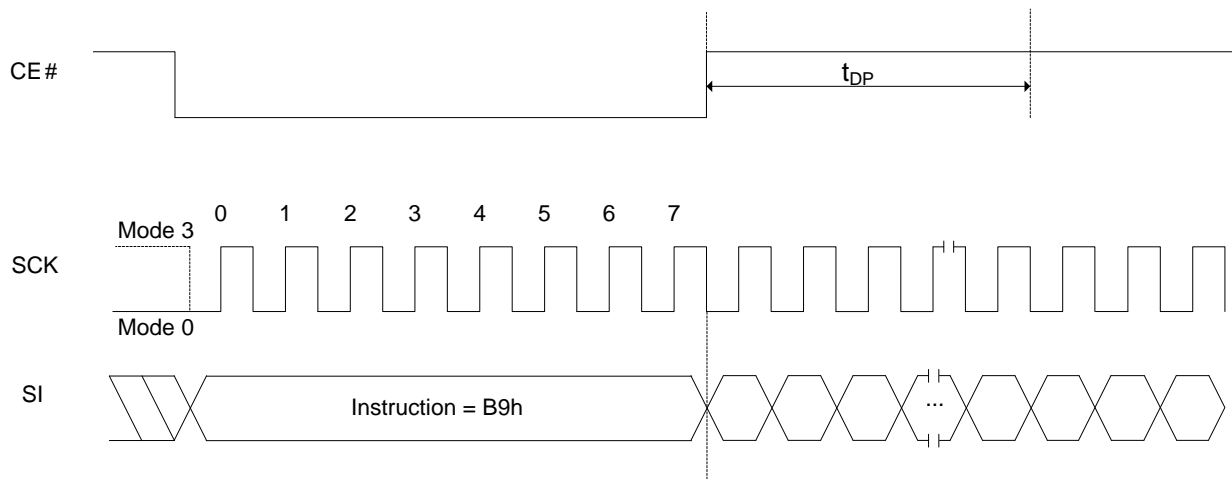 CE#
tDP
0 1 2 3 4 5 6 7
Mode 3
SCK
Mode 0
SI
Instruction = B9h
...